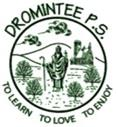 DROMINTEE P.S.
TO LEARN TO LOVE TO ENJOY